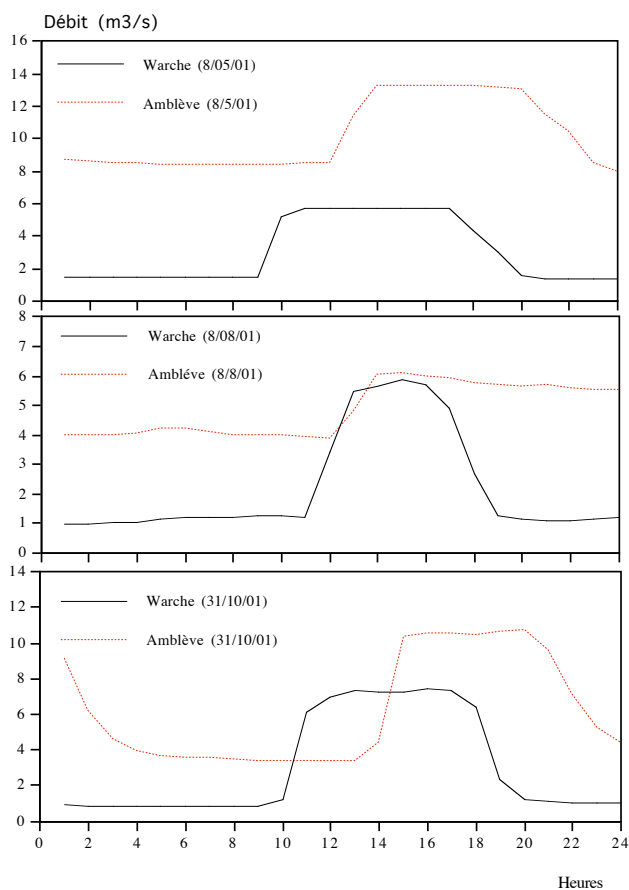 Débit (m3/s)
16
14
12
10
8
6
4
2
0
Warche (8/05/01)
Amblève (8/5/01)
8
7
6
5
4
3
2
1
0
Warche (8/08/01)
Ambléve (8/8/01)
14
12
10
8
6
4
2
0
Warche (31/10/01)
Amblève (31/10/01)
0 2 4 6 8 10 12 14 16 18 20 22 24
Heures